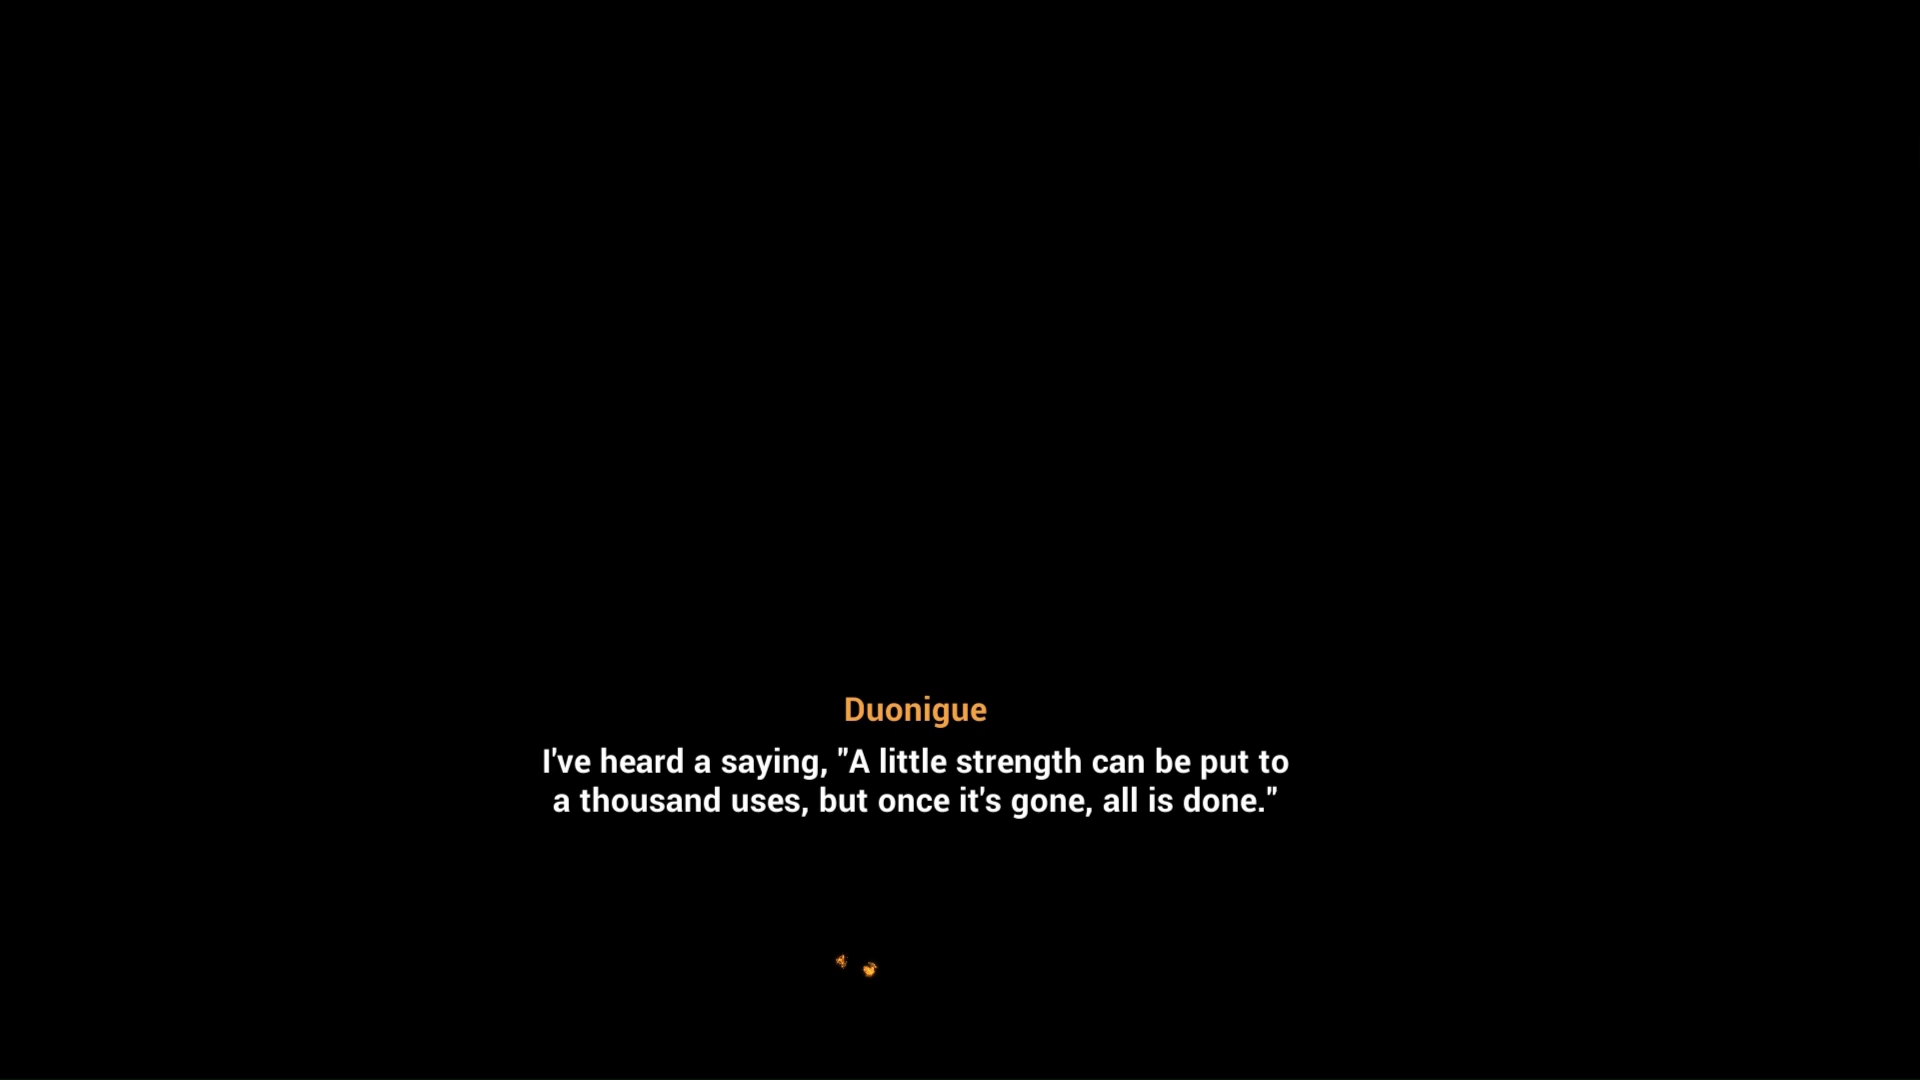 Duonigue
I've heard a saying, "A little strength can be put to
a thousand uses, but once it's gone, all is done."